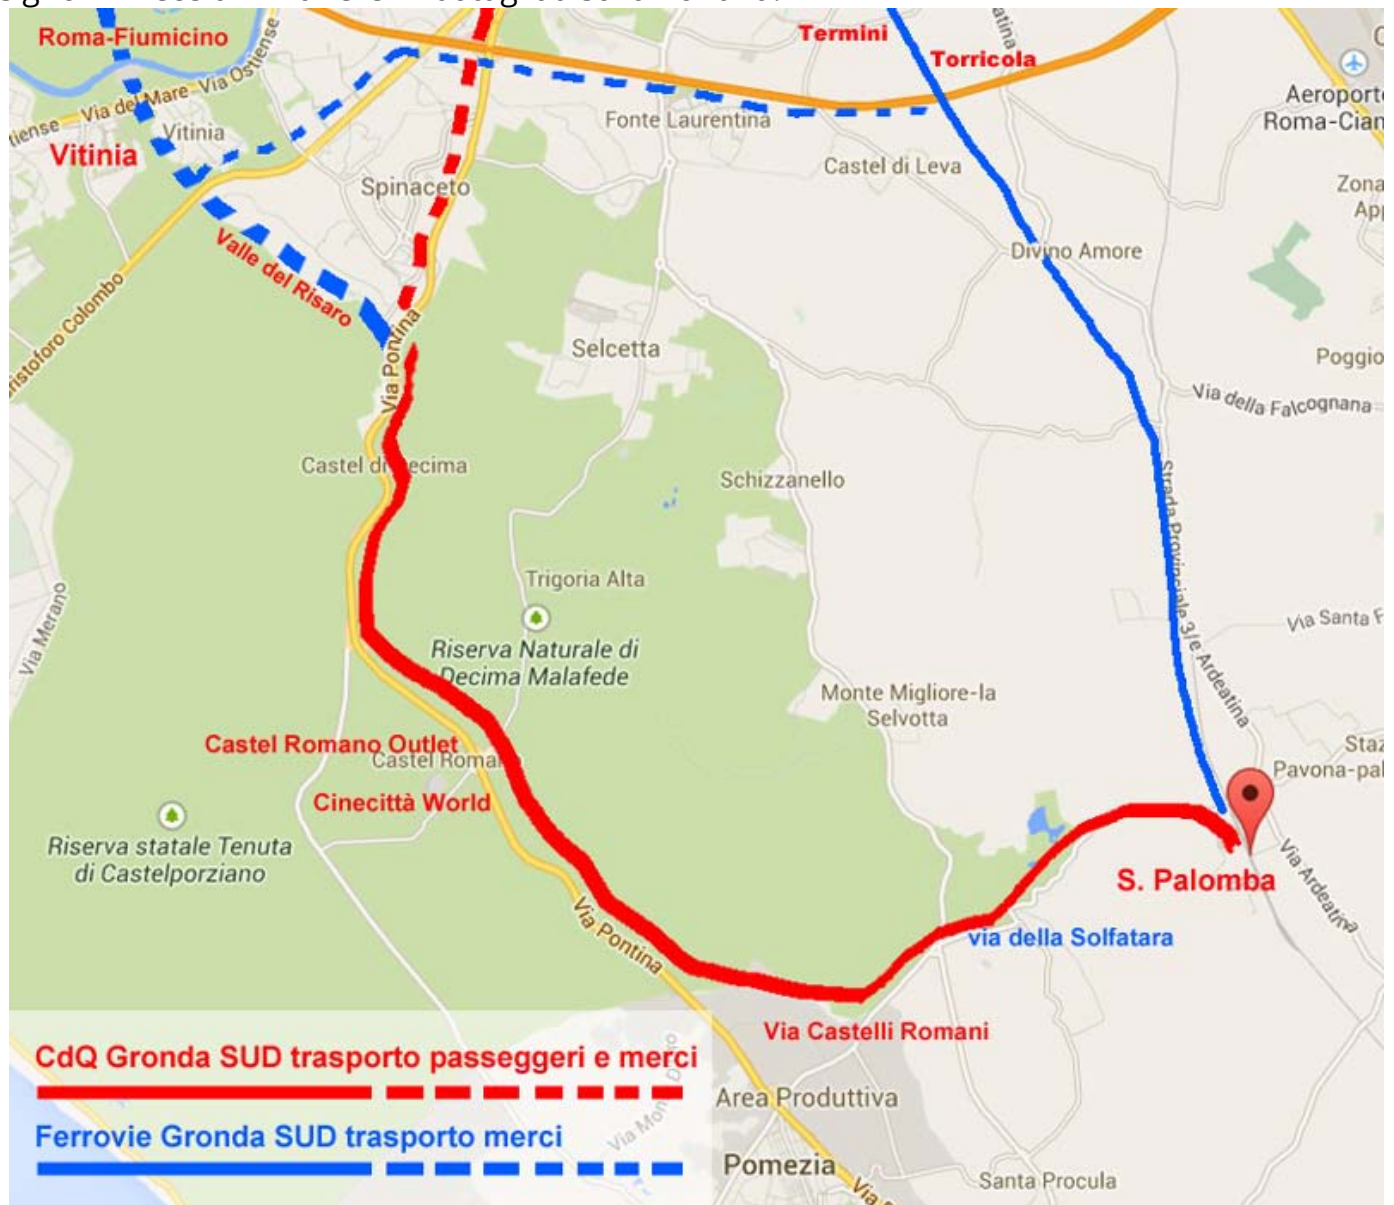 Roma-Fiumicino
Termini
Torricola
Via del Mare
Via Ostiense
Vitinia
Vitinia
Fonte Laurentina
Aeroporto
Roma-Cian
Castel di Leva
Spinaceto
Zona
App
Valle del Risaro
Divino Amore
Cristoforo Colombo
Via Pontina
Selcetta
Poggio
Via della Falcognana
Castel di Decima
Schizzanello
Strada Provinciale 3/e Ardeatina
Trigoria Alta
Via Merano
Via Santa F
Riserva Naturale di
Decima Malafede
Monte Migliore-la
Selvotta
Castel Romano Outlet
Castel Roman
Staz
Pavona-pal
Cinecittà World
Riserva statale Tenuta
di Castelporziano
S. Palomba
Via Ardeatina
Via Pontina
via della Solfatara
Via Castelli Romani
CdQ Gronda SUD trasporto passeggeri e merci
Area Produttiva
Ferrovie Gronda SUD trasporto merci
Pomezia
Santa Procula